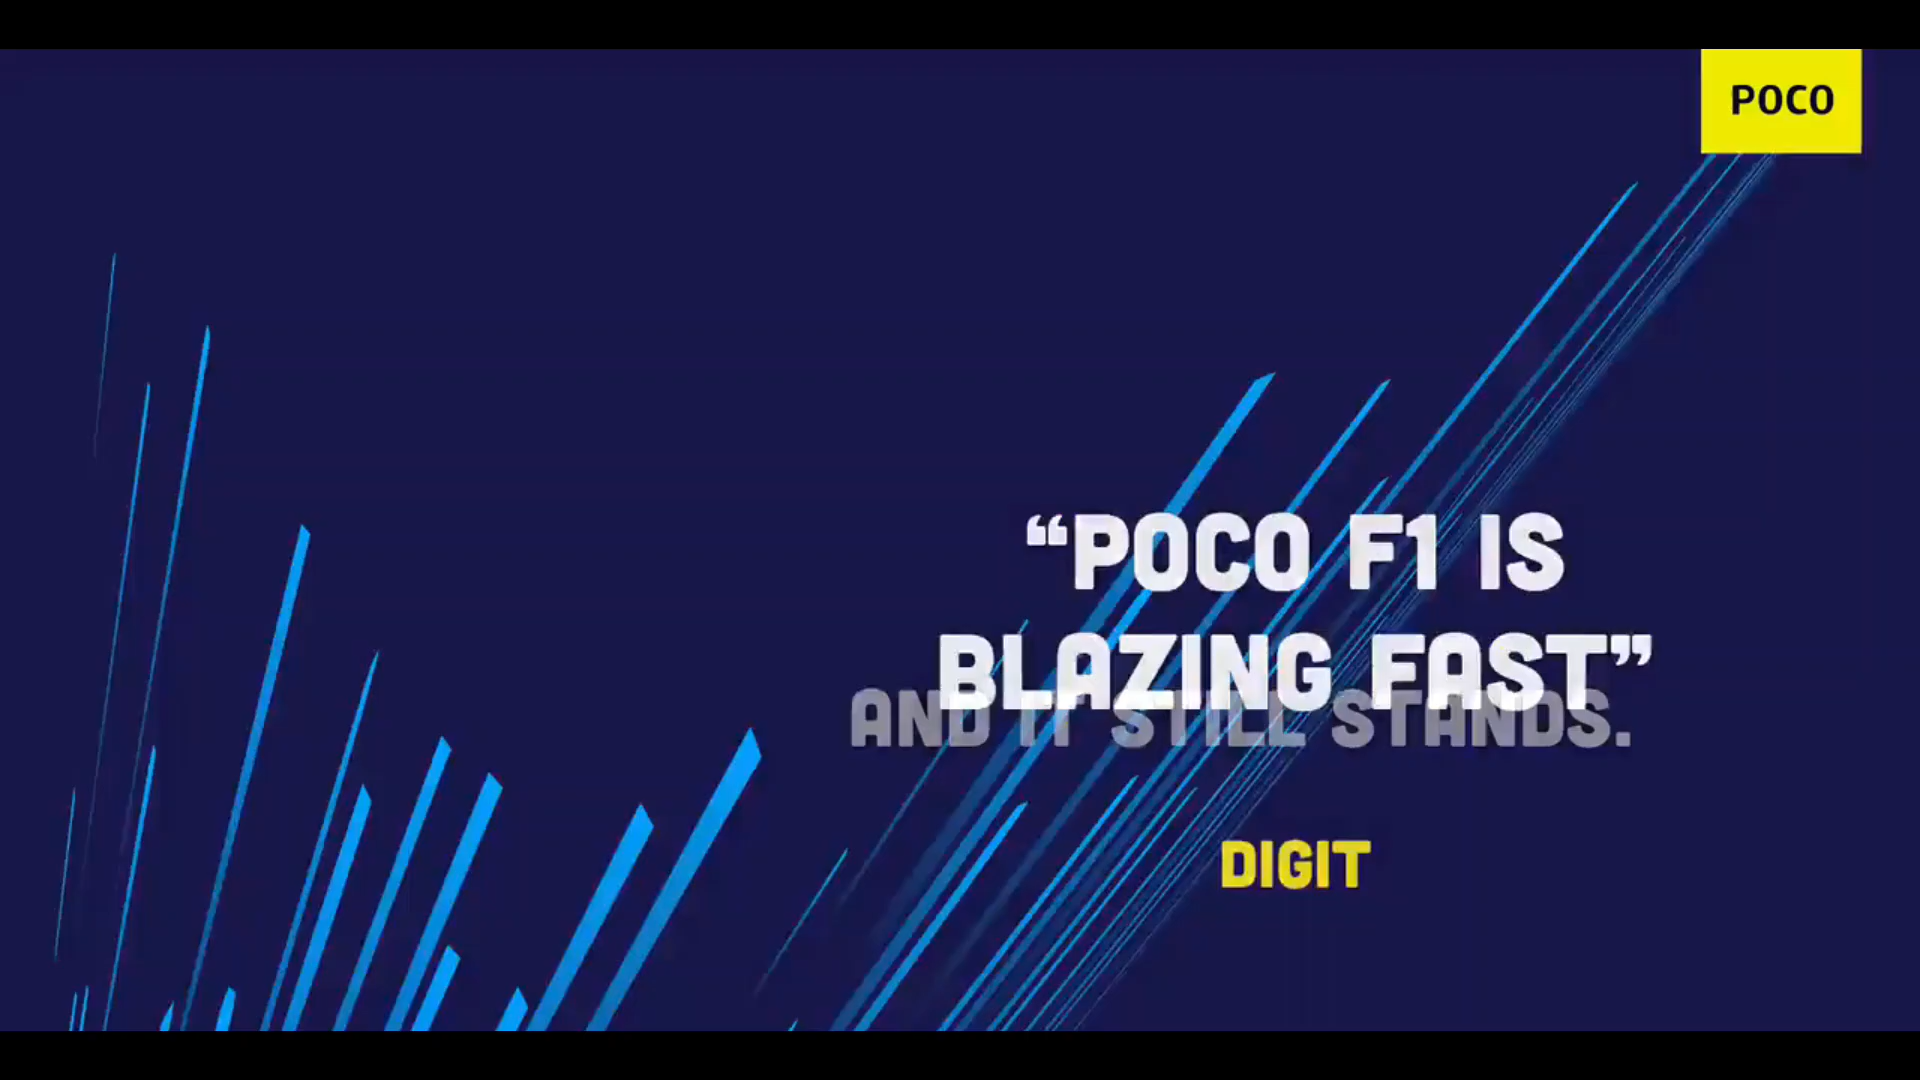 POCO
“POCO F1 IS
BLAZING FAST”
AND IT STILL STANDS.
DIGIT